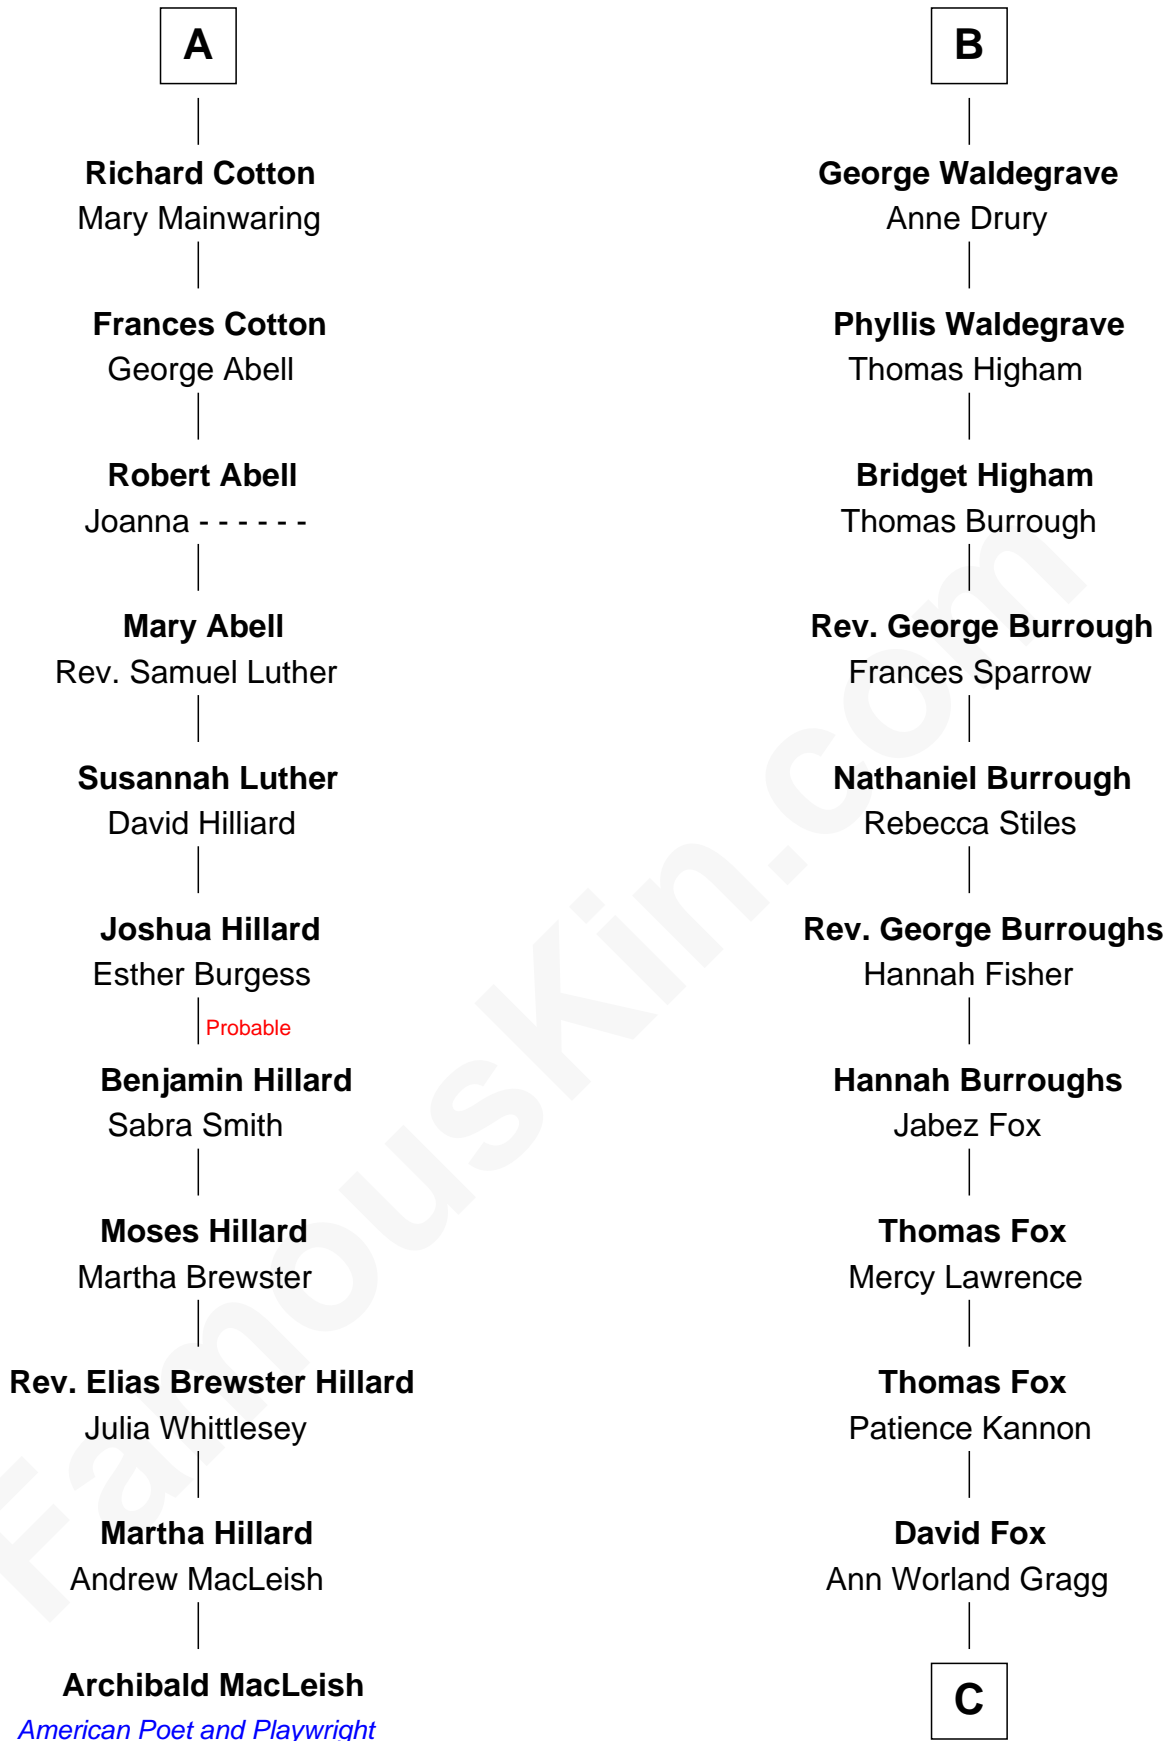 A
Richard Cotton
Mary Mainwaring
Frances Cotton
George Abell
Robert Abell
Joanna - - - - - -
Mary Abell
Rev. Samuel Luther
Susannah Luther
David Hilliard
Joshua Hillard
Esther Burgess
Probable
Benjamin Hillard
Sabra Smith
Moses Hillard
Martha Brewster
Rev. Elias Brewster Hillard
Julia Whittlesey
Martha Hillard
Andrew MacLeish
Archibald MacLeish
American Poet and Playwright
B
George Waldegrave
Anne Drury
Phyllis Waldegrave
Thomas Higham
Bridget Higham
Thomas Burrough
Rev. George Burrough
Frances Sparrow
Nathaniel Burrough
Rebecca Stiles
Rev. George Burroughs
Hannah Fisher
Hannah Burroughs
Jabez Fox
Thomas Fox
Mercy Lawrence
Thomas Fox
Patience Kannon
David Fox
Ann Worland Gragg
C
FamousKin.com